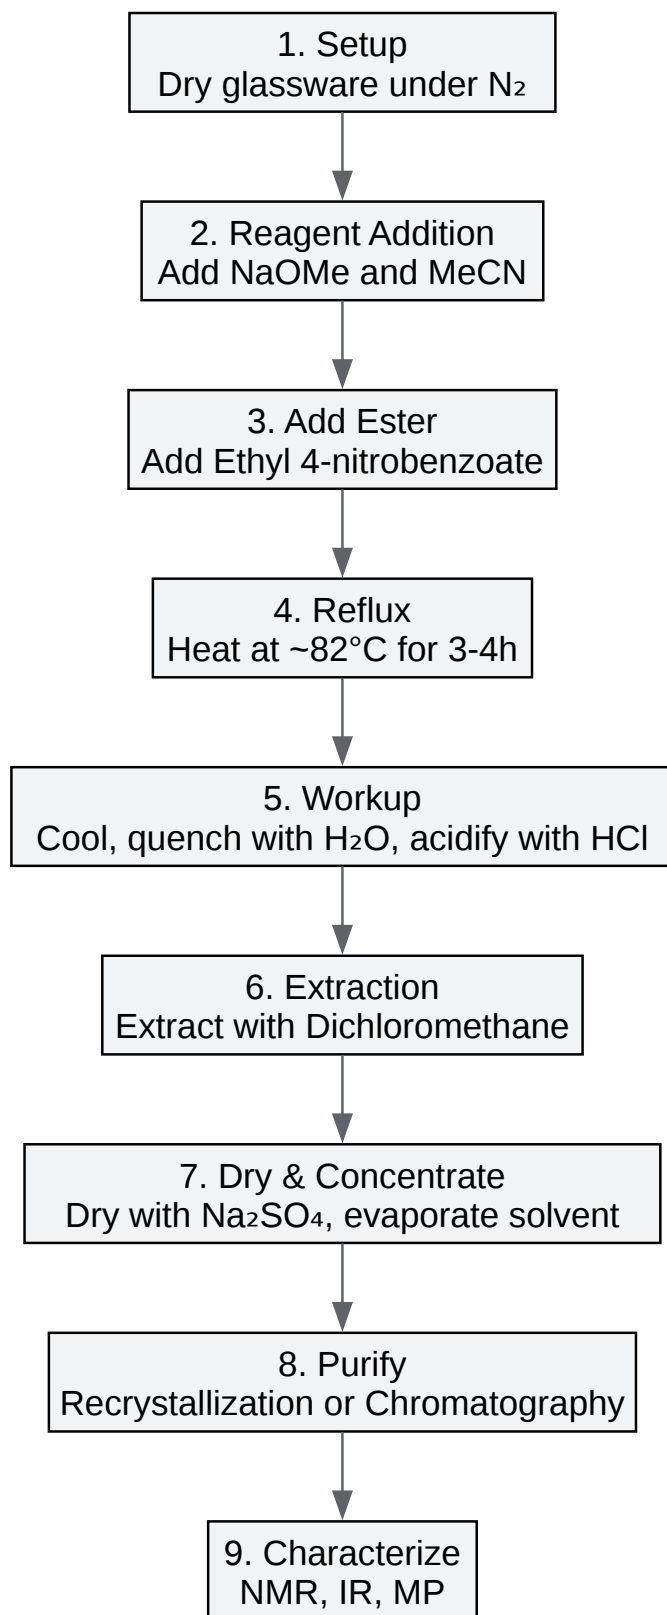 1. Setup
Dry glassware under N₂
2. Reagent Addition
Add NaOMe and MeCN
3. Add Ester
Add Ethyl 4-nitrobenzoate
4. Reflux
Heat at ~82°C for 3-4h
5. Workup
Cool, quench with H₂O, acidify with HCl
6. Extraction
Extract with Dichloromethane
7. Dry & Concentrate
Dry with Na₂SO₄, evaporate solvent
8. Purify
Recrystallization or Chromatography
9. Characterize
NMR, IR, MP